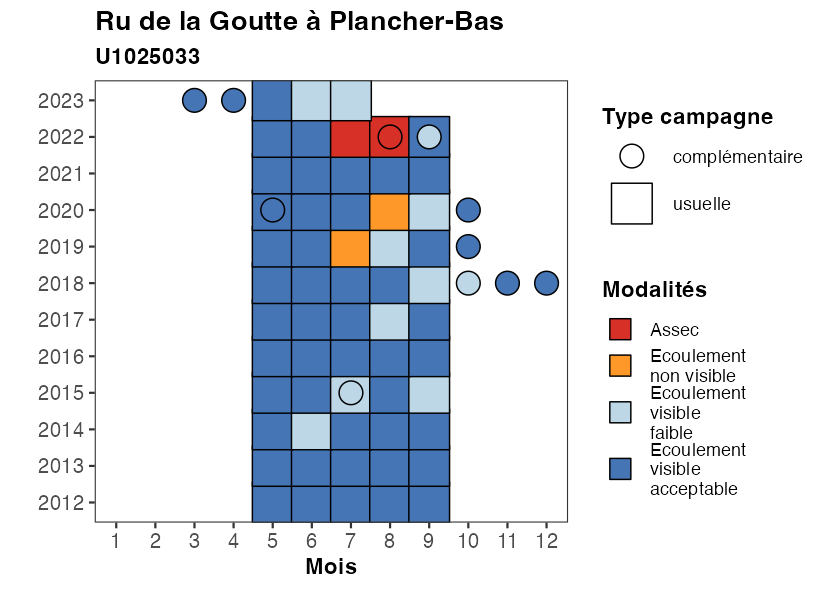 Ru de la Goutte à Plancher-Bas
U1025033
2023
2022
2021
2020
2019
2018
2017
2016
2015
2014
2013
2012
1 2 3 4 5 6 7 8 9 10 11 12
Mois
Type campagne
complémentaire
usuelle
Modalités
Assec
Ecoulement
non visible
Ecoulement
visible
faible
Ecoulement
visible
acceptable